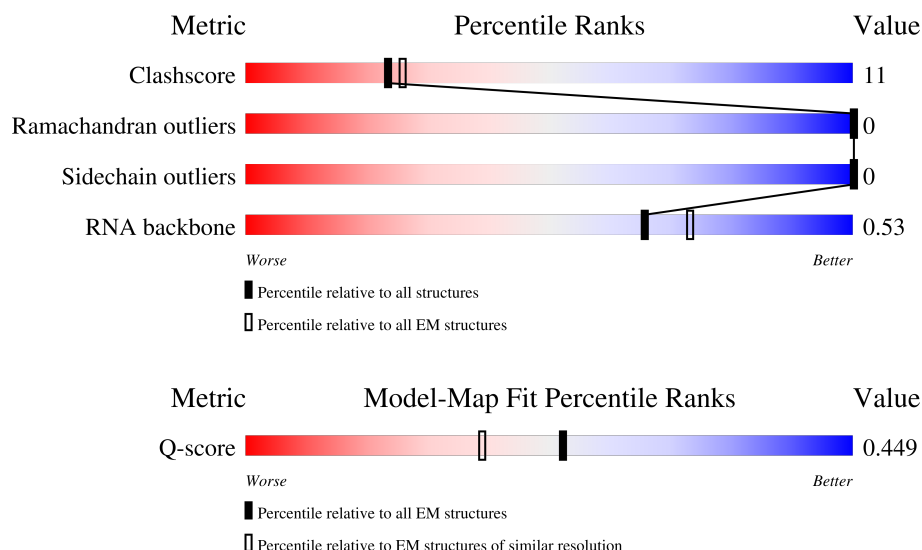 Metric Percentile Ranks Value
Clashscore 11
Ramachandran outliers 0
Sidechain outliers 0
RNA backbone 0.53
Worse Better
Percentile relative to all structures
Percentile relative to all EM structures
Metric Model-Map Fit Percentile Ranks Value
Q-score 0.449
Worse Better
Percentile relative to all EM structures
Percentile relative to EM structures of similar resolution